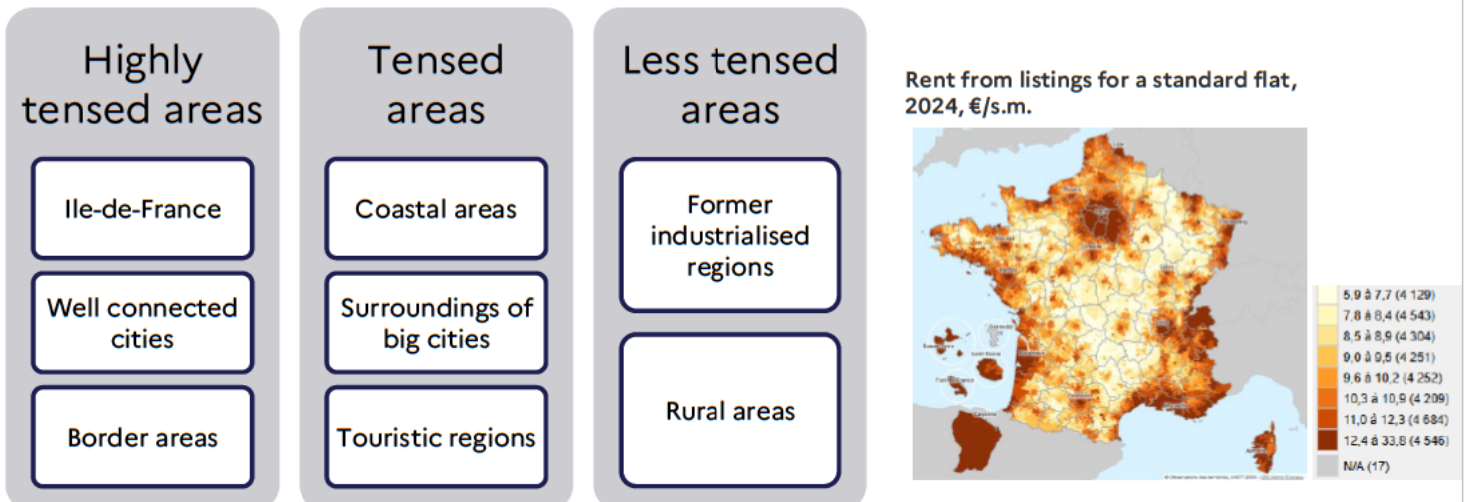 Highly
tensed areas
Ile-de-France
Well connected
cities
Border areas
Tensed
areas
Coastal areas
Surroundings of
big cities
Touristic regions
Less tensed
areas
Former
industrialised
regions
Rural areas
Rent from listings for a standard flat,
2024, €/s.m.
5,9 à 7,7 (4 129)
7,8 à 8,4 (4 543)
8,5 à 8,9 (4 304)
9,0 à 9,5 (4 251)
9,6 à 10,2 (4 252)
10,3 à 10,9 (4 209)
11,0 à 12,3 (4 684)
12,4 à 33,8 (4 546)
N/A (17)